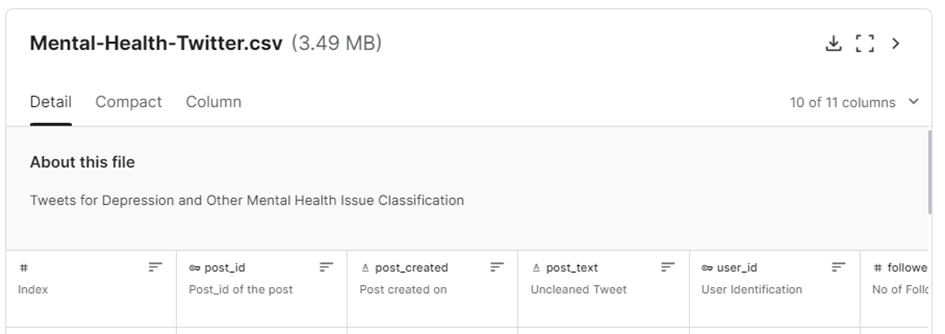 Mental-Health-Twitter.csv (3.49 MB)
Detail Compact Column 10 of 11 columns
About this file
Tweets for Depression and Other Mental Health Issue Classification
# post_id post_created post_text user_id # followe
Index Post_id of the post Post created on Uncleaned Tweet User Identification No of Follo